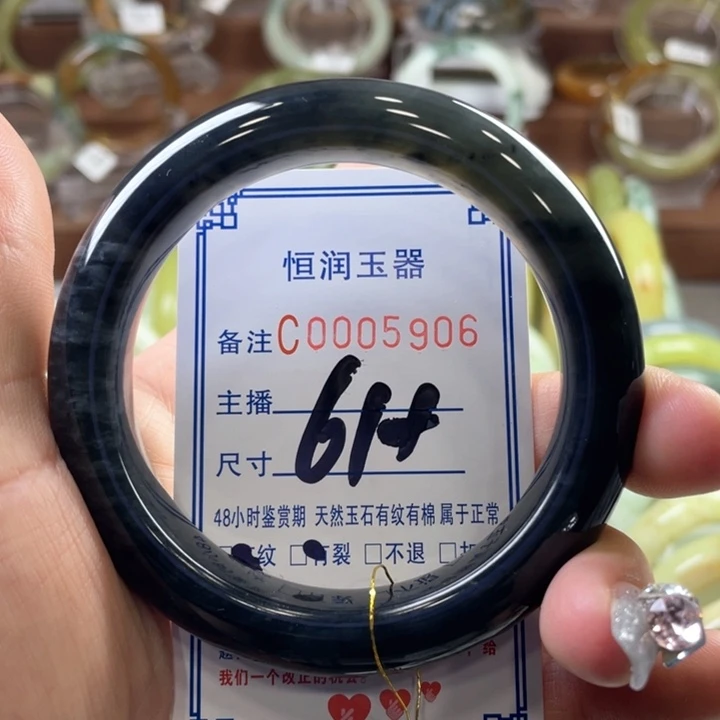 恒润玉器
备注C0005906
主播
61+
尺寸
48小时鉴赏期 天然玉石有纹有棉 属于正常
纹 □有裂 □不退 □
给
我们一个改正的机会